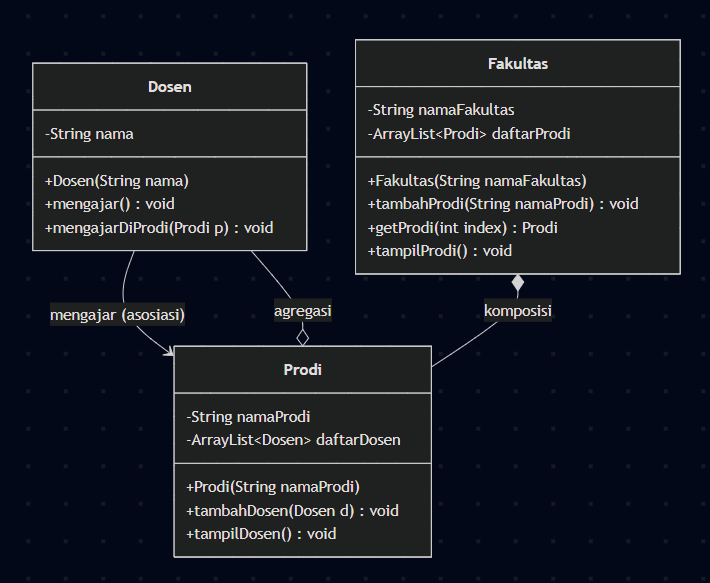 Dosen
-String nama
+Dosen(String nama)
+mengajar() : void
+mengajarDiProdi(Prodi p) : void
Fakultas
-String namaFakultas
-ArrayList<Prodi> daftarProdi
+Fakultas(String namaFakultas)
+tambahProdi(String namaProdi) : void
+getProdi(int index) : Prodi
+tampilProdi() : void
mengajar (asosiasi)
agregasi
komposisi
Prodi
-String namaProdi
-ArrayList<Dosen> daftarDosen
+Prodi(String namaProdi)
+tambahDosen(Dosen d) : void
+tampilDosen() : void